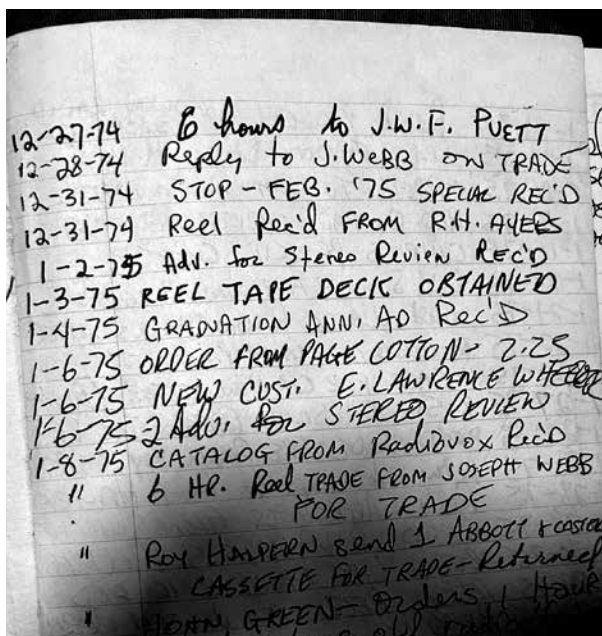 12-27-74 6 hours to J.W.F. PUETT
12-28-74 Reply to J.WeBB ON TRADE
12-31-74 STOP - FEB. '75 SPECIAL REC'D
12-31-74 Reel Rec'd FROM R.H. AYERS
1-2-75 Adv. for Stereo Review REC'D
1-3-75 REEL TAPE DECK OBTAINED
1-4-75 GRADNATION ANN. AD Rec'D
1-6-75 ORDER FROM PAGE COTTON - 2.25
1-6-75 NEW CUST. E. LAWRENCE
1-6-75 2 Adv. for STEREO REVIEW
1-8-75 CATALOG FROM Radiovox Rec'D
" 6 HR. Reel TRADE FROM JOSEPH WEBB
FOR TRADE
" ROY HALPERN send 1 ABBOTT &
CASSETTE FOR TRADE - Returned
" JOHN GREEN - Orders 1 Hour
old radio